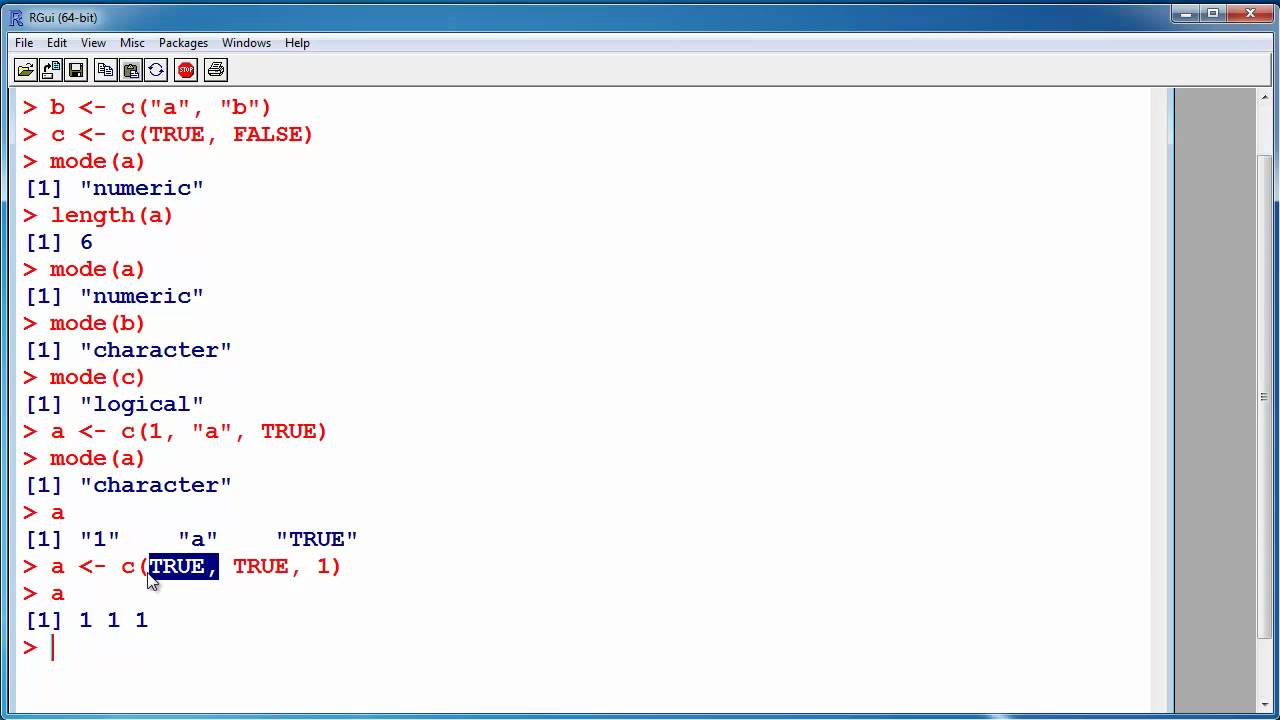 RGui (64-bit)
File Edit View Misc Packages Windows Help
STOP
> b <- c("a", "b")
> c <- c(TRUE, FALSE)
> mode(a)
[1] "numeric"
> length(a)
[1] 6
> mode(a)
[1] "numeric"
> mode(b)
[1] "character"
> mode(c)
[1] "logical"
> a <- c(1, "a", TRUE)
> mode(a)
[1] "character"
> a
[1] "1"    "a"    "TRUE"
> a <- c(TRUE, TRUE, 1)
> a
[1] 1 1 1
>